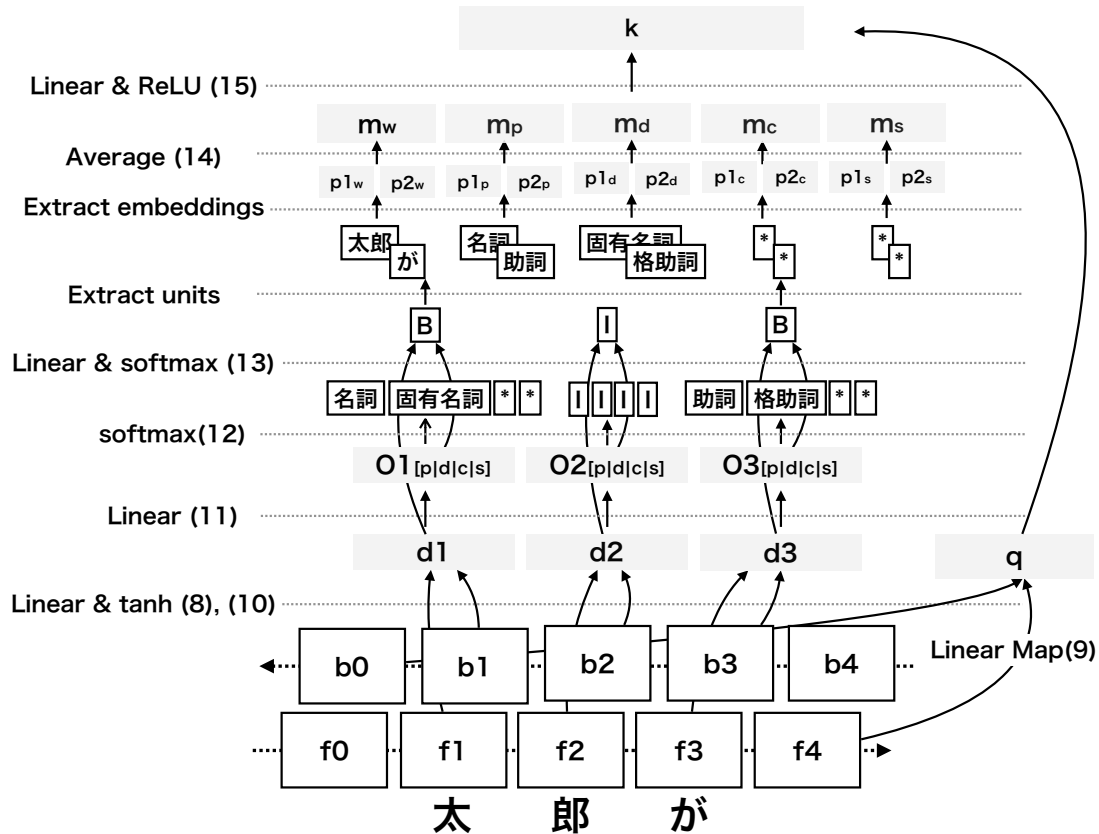 k
Linear & ReLU (15)
mw mp md mc ms
Average (14)
p1w p2w p1p p2p p1d p2d p1c p2c p1s p2s
Extract embeddings
太郎 名詞 固有名詞 * *
が 助詞 格助詞 * *
Extract units
B I B
Linear & softmax (13)
名詞 固有名詞 * * I I I I 助詞 格助詞 * *
softmax(12)
O1[p|d|c|s] O2[p|d|c|s] O3[p|d|c|s]
Linear (11)
d1 d2 d3 q
Linear & tanh (8), (10)
Linear Map(9)
b0 b1 b2 b3 b4
f0 f1 f2 f3 f4
太 郎 が